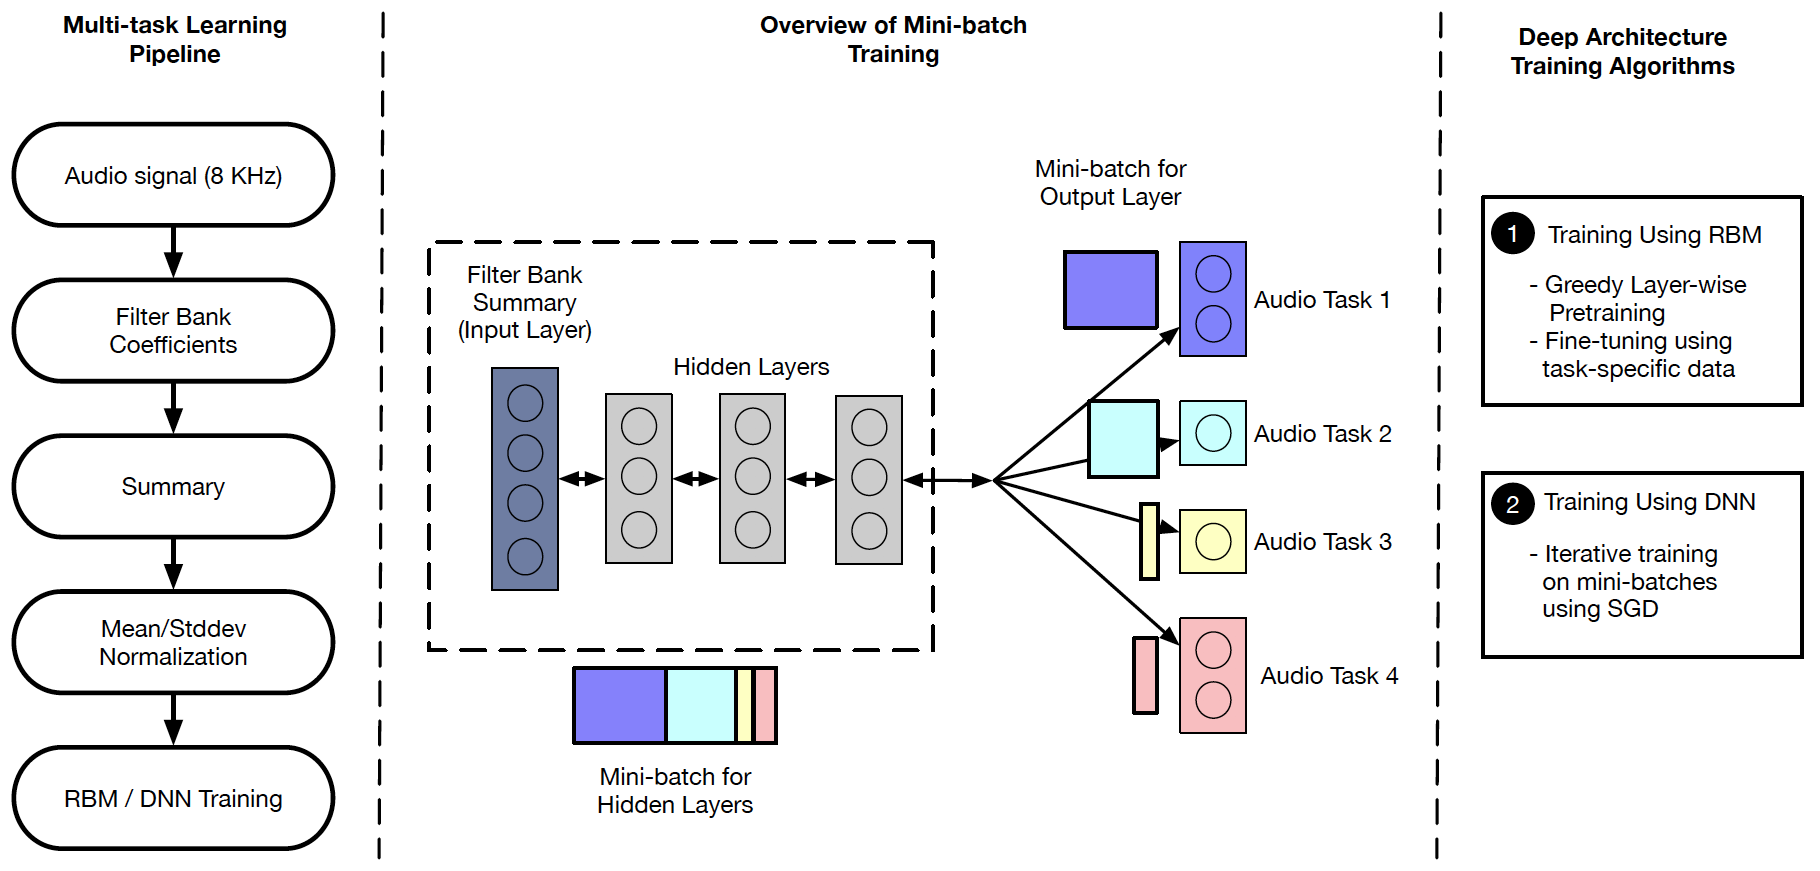 Multi-task Learning
Pipeline
Audio signal (8 KHz)
Filter Bank
Coefficients
Summary
Mean/Stddev
Normalization
RBM / DNN Training
Overview of Mini-batch
Training
Filter Bank
Summary
(Input Layer)
Hidden Layers
Mini-batch for
Hidden Layers
Mini-batch for
Output Layer
Audio Task 1
Audio Task 2
Audio Task 3
Audio Task 4
Deep Architecture
Training Algorithms
1 Training Using RBM
- Greedy Layer-wise
Pretraining
- Fine-tuning using
task-specific data
2 Training Using DNN
- Iterative training
on mini-batches
using SGD